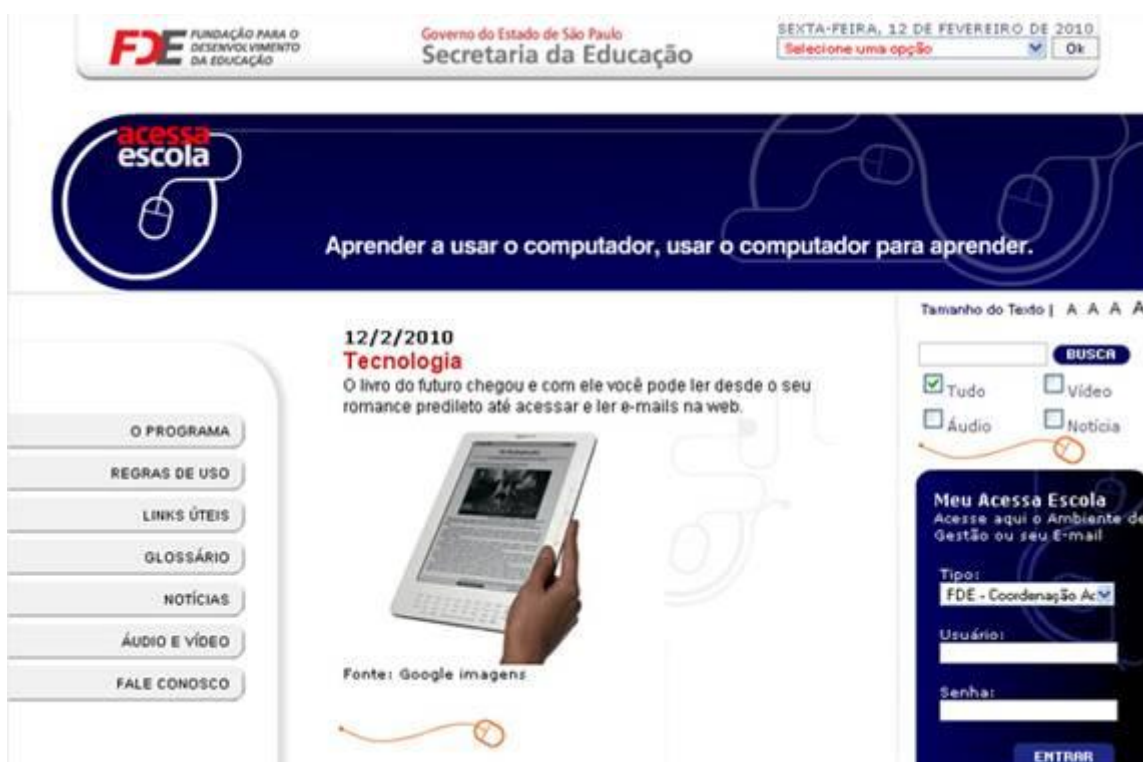 FDE
FUNDAÇÃO PARA O
DESENVOLVIMENTO
DA EDUCAÇÃO
Governo do Estado de São Paulo
Secretaria da Educação
SEXTA-FEIRA, 12 DE FEVEREIRO DE 2010
Selecione uma opção
Ok
acessa
escola
Aprender a usar o computador, usar o computador para aprender.
O PROGRAMA
REGRAS DE USO
LINKS ÚTEIS
GLOSSÁRIO
NOTÍCIAS
ÁUDIO E VÍDEO
FALE CONOSCO
12/2/2010
Tecnologia
O livro do futuro chegou e com ele você pode ler desde o seu
romance predileto até acessar e ler e-mails na web.
Fonte: Google imagens
Tamanho do Texto | A A A A
BUSCA
Tudo Vídeo
Áudio Notícia
Meu Acessa Escola
Acesse aqui o Ambiente de
Gestão ou seu E-mail
Tipo:
FDE - Coordenação Ac
Usuário:
Senha:
ENTRAR